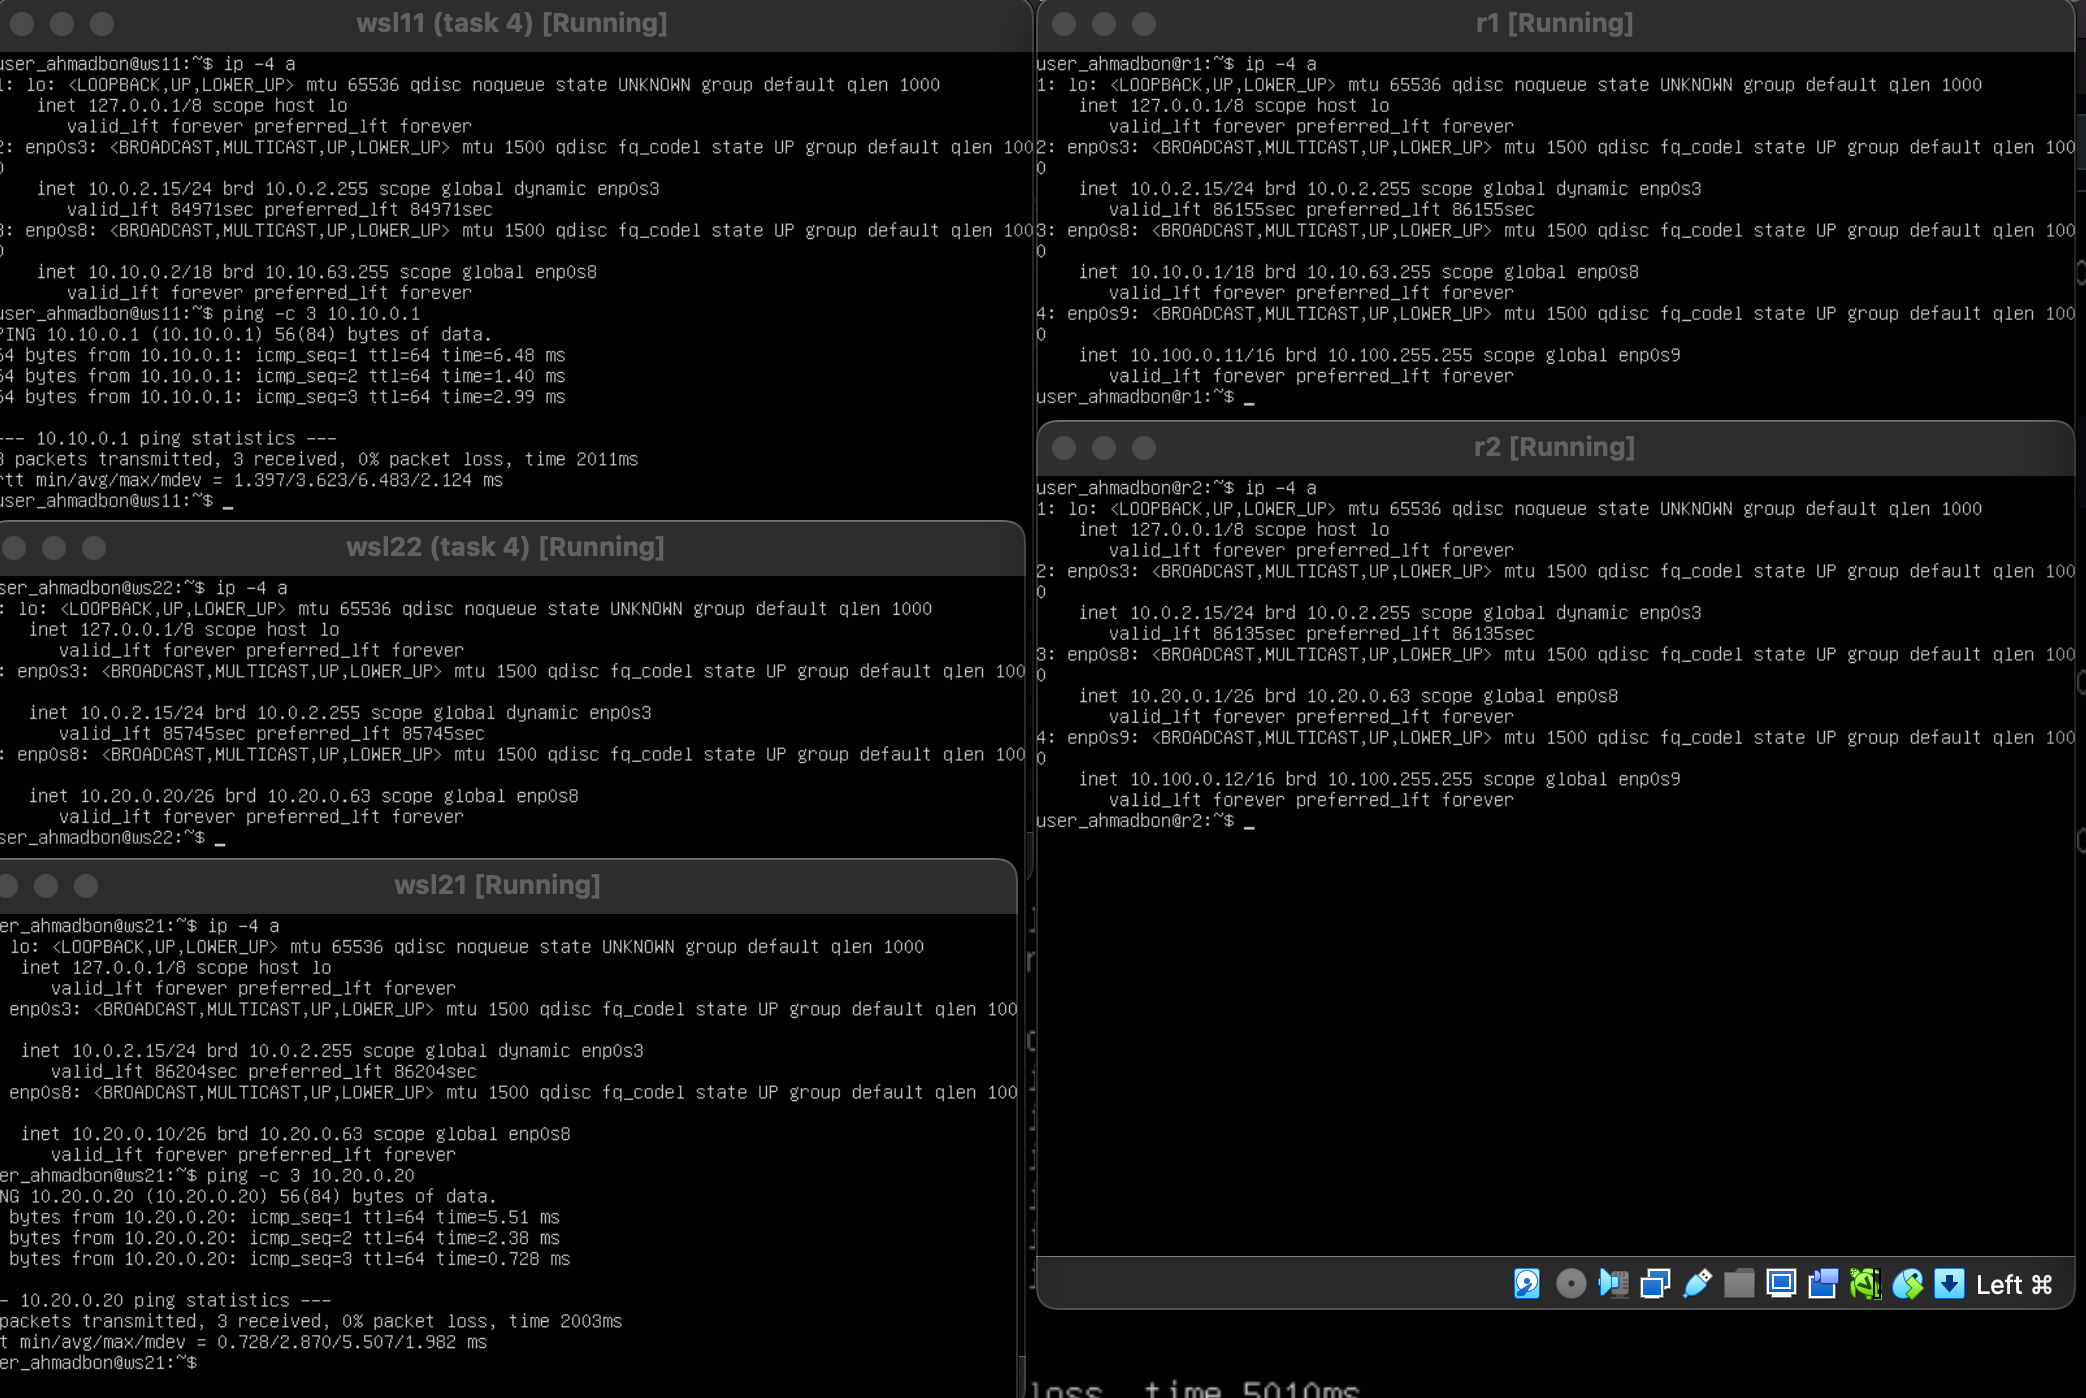 wsl11 (task 4) [Running]
user_ahmadbon@ws11:~$ ip -4 a
1: lo: <LOOPBACK,UP,LOWER_UP> mtu 65536 qdisc noqueue state UNKNOWN group default qlen 1000
inet 127.0.0.1/8 scope host lo
valid_lft forever preferred_lft forever
2: enp0s3: <BROADCAST,MULTICAST,UP,LOWER_UP> mtu 1500 qdisc fq_codel state UP group default qlen 100
0
inet 10.0.2.15/24 brd 10.0.2.255 scope global dynamic enp0s3
valid_lft 84971sec preferred_lft 84971sec
3: enp0s8: <BROADCAST,MULTICAST,UP,LOWER_UP> mtu 1500 qdisc fq_codel state UP group default qlen 100
0
inet 10.10.0.2/18 brd 10.10.63.255 scope global enp0s8
valid_lft forever preferred_lft forever
user_ahmadbon@ws11:~$ ping -c 3 10.10.0.1
PING 10.10.0.1 (10.10.0.1) 56(84) bytes of data.
64 bytes from 10.10.0.1: icmp_seq=1 ttl=64 time=6.48 ms
64 bytes from 10.10.0.1: icmp_seq=2 ttl=64 time=1.40 ms
64 bytes from 10.10.0.1: icmp_seq=3 ttl=64 time=2.99 ms
--- 10.10.0.1 ping statistics ---
3 packets transmitted, 3 received, 0% packet loss, time 2011ms
rtt min/avg/max/mdev = 1.397/3.623/6.483/2.124 ms
user_ahmadbon@ws11:~$ _
wsl22 (task 4) [Running]
ser_ahmadbon@ws22:~$ ip -4 a
: lo: <LOOPBACK,UP,LOWER_UP> mtu 65536 qdisc noqueue state UNKNOWN group default qlen 1000
inet 127.0.0.1/8 scope host lo
valid_lft forever preferred_lft forever
: enp0s3: <BROADCAST,MULTICAST,UP,LOWER_UP> mtu 1500 qdisc fq_codel state UP group default qlen 100
inet 10.0.2.15/24 brd 10.0.2.255 scope global dynamic enp0s3
valid_lft 85745sec preferred_lft 85745sec
: enp0s8: <BROADCAST,MULTICAST,UP,LOWER_UP> mtu 1500 qdisc fq_codel state UP group default qlen 100
inet 10.20.0.20/26 brd 10.20.0.63 scope global enp0s8
valid_lft forever preferred_lft forever
ser_ahmadbon@ws22:~$ _
wsl21 [Running]
er_ahmadbon@ws21:~$ ip -4 a
lo: <LOOPBACK,UP,LOWER_UP> mtu 65536 qdisc noqueue state UNKNOWN group default qlen 1000
inet 127.0.0.1/8 scope host lo
valid_lft forever preferred_lft forever
enp0s3: <BROADCAST,MULTICAST,UP,LOWER_UP> mtu 1500 qdisc fq_codel state UP group default qlen 100
inet 10.0.2.15/24 brd 10.0.2.255 scope global dynamic enp0s3
valid_lft 86204sec preferred_lft 86204sec
enp0s8: <BROADCAST,MULTICAST,UP,LOWER_UP> mtu 1500 qdisc fq_codel state UP group default qlen 100
inet 10.20.0.10/26 brd 10.20.0.63 scope global enp0s8
valid_lft forever preferred_lft forever
er_ahmadbon@ws21:~$ ping -c 3 10.20.0.20
NG 10.20.0.20 (10.20.0.20) 56(84) bytes of data.
bytes from 10.20.0.20: icmp_seq=1 ttl=64 time=5.51 ms
bytes from 10.20.0.20: icmp_seq=2 ttl=64 time=2.38 ms
bytes from 10.20.0.20: icmp_seq=3 ttl=64 time=0.728 ms
- 10.20.0.20 ping statistics ---
packets transmitted, 3 received, 0% packet loss, time 2003ms
t min/avg/max/mdev = 0.728/2.870/5.507/1.982 ms
er_ahmadbon@ws21:~$
r1 [Running]
user_ahmadbon@r1:~$ ip -4 a
1: lo: <LOOPBACK,UP,LOWER_UP> mtu 65536 qdisc noqueue state UNKNOWN group default qlen 1000
inet 127.0.0.1/8 scope host lo
valid_lft forever preferred_lft forever
2: enp0s3: <BROADCAST,MULTICAST,UP,LOWER_UP> mtu 1500 qdisc fq_codel state UP group default qlen 100
0
inet 10.0.2.15/24 brd 10.0.2.255 scope global dynamic enp0s3
valid_lft 86155sec preferred_lft 86155sec
3: enp0s8: <BROADCAST,MULTICAST,UP,LOWER_UP> mtu 1500 qdisc fq_codel state UP group default qlen 100
0
inet 10.10.0.1/18 brd 10.10.63.255 scope global enp0s8
valid_lft forever preferred_lft forever
4: enp0s9: <BROADCAST,MULTICAST,UP,LOWER_UP> mtu 1500 qdisc fq_codel state UP group default qlen 100
0
inet 10.100.0.11/16 brd 10.100.255.255 scope global enp0s9
valid_lft forever preferred_lft forever
user_ahmadbon@r1:~$ _
r2 [Running]
user_ahmadbon@r2:~$ ip -4 a
1: lo: <LOOPBACK,UP,LOWER_UP> mtu 65536 qdisc noqueue state UNKNOWN group default qlen 1000
inet 127.0.0.1/8 scope host lo
valid_lft forever preferred_lft forever
2: enp0s3: <BROADCAST,MULTICAST,UP,LOWER_UP> mtu 1500 qdisc fq_codel state UP group default qlen 100
0
inet 10.0.2.15/24 brd 10.0.2.255 scope global dynamic enp0s3
valid_lft 86135sec preferred_lft 86135sec
3: enp0s8: <BROADCAST,MULTICAST,UP,LOWER_UP> mtu 1500 qdisc fq_codel state UP group default qlen 100
0
inet 10.20.0.1/26 brd 10.20.0.63 scope global enp0s8
valid_lft forever preferred_lft forever
4: enp0s9: <BROADCAST,MULTICAST,UP,LOWER_UP> mtu 1500 qdisc fq_codel state UP group default qlen 100
0
inet 10.100.0.12/16 brd 10.100.255.255 scope global enp0s9
valid_lft forever preferred_lft forever
user_ahmadbon@r2:~$ _
Left ⌘
loss, time 5010ms